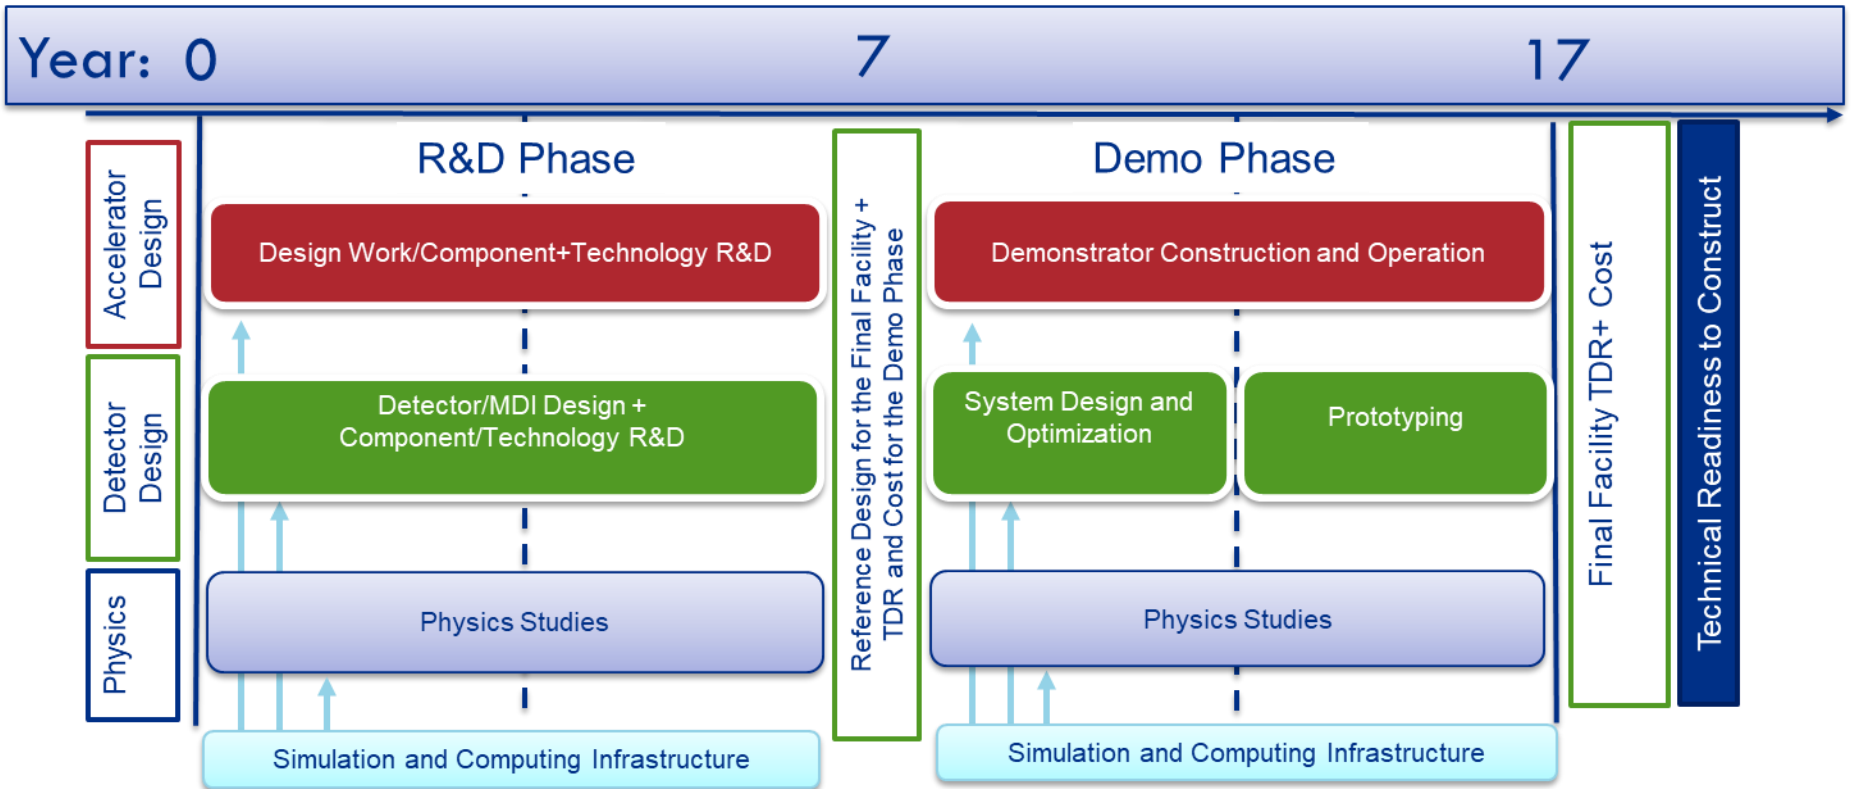 Year: 0 7 17
R&D Phase
Demo Phase
Accelerator
Design
Design Work/Component+Technology R&D
Demonstrator Construction and Operation
Detector
Design
Detector/MDI Design +
Component/Technology R&D
System Design and
Optimization
Prototyping
Physics
Physics Studies
Physics Studies
Simulation and Computing Infrastructure
Simulation and Computing Infrastructure
Reference Design for the Final Facility +
TDR and Cost for the Demo Phase
Final Facility TDR+ Cost
Technical Readiness to Construct